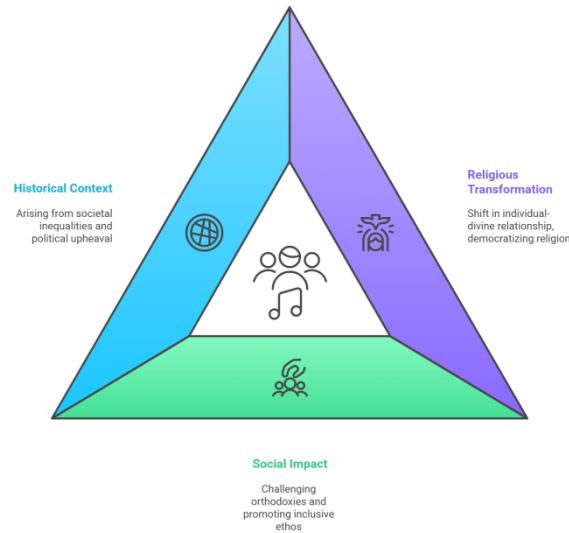 Historical Context
Arising from societal
inequalities and
political upheaval
Religious
Transformation
Shift in individual-
divine relationship,
democratizing religion
Social Impact
Challenging
orthodoxies and
promoting inclusive
ethos